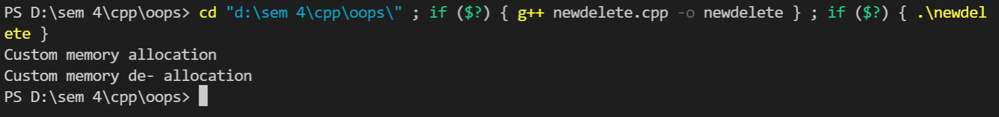 PS D:\sem 4\cpp\oops> cd "d:\sem 4\cpp\oops\" ; if ($?) { g++ newdelete.cpp -o newdelete } ; if ($?) { .\newdel
ete }
Custom memory allocation
Custom memory de- allocation
PS D:\sem 4\cpp\oops>